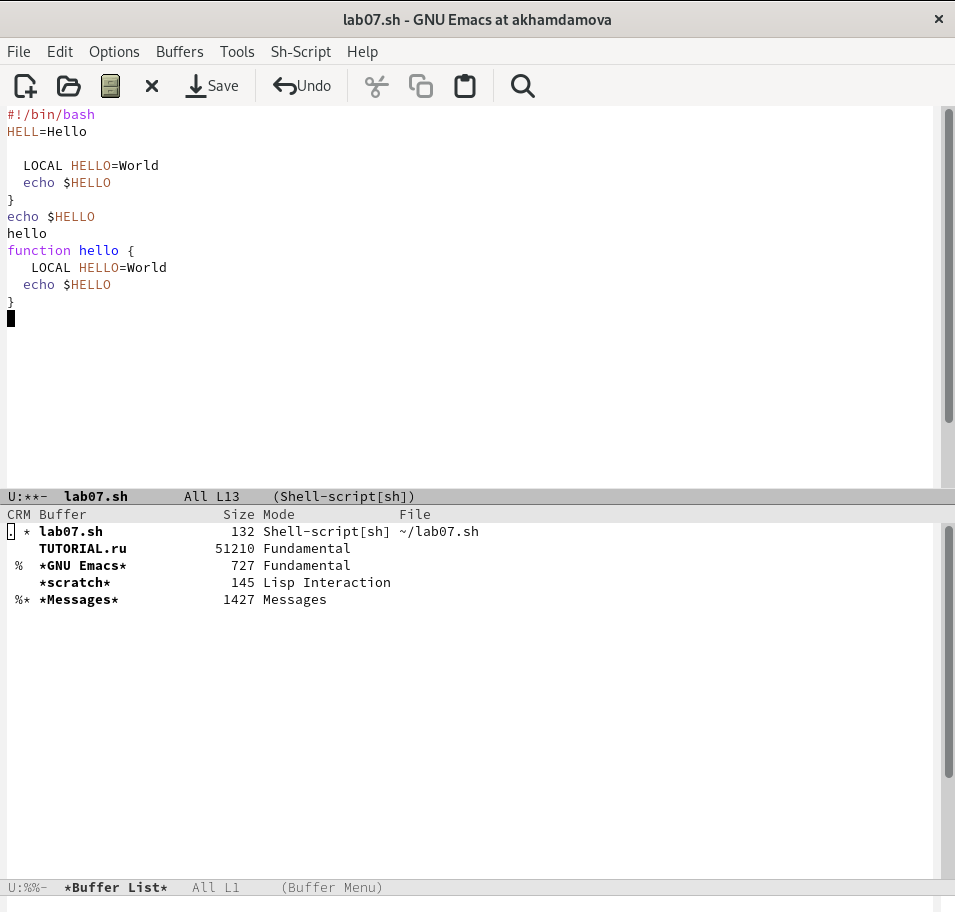 lab07.sh - GNU Emacs at akhamdamova
File Edit Options Buffers Tools Sh-Script Help
Save Undo
#!/bin/bash
HELL=Hello
  LOCAL HELLO=World
  echo $HELLO
}
echo $HELLO
hello
function hello {
   LOCAL HELLO=World
  echo $HELLO
}
U:**-  lab07.sh       All L13    (Shell-script[sh])
CRM Buffer                 Size Mode             File
. * lab07.sh                132 Shell-script[sh] ~/lab07.sh
    TUTORIAL.ru           51210 Fundamental
 %  *GNU Emacs*             727 Fundamental
    *scratch*               145 Lisp Interaction
 %* *Messages*             1427 Messages
U:%%-  *Buffer List*   All L1     (Buffer Menu)